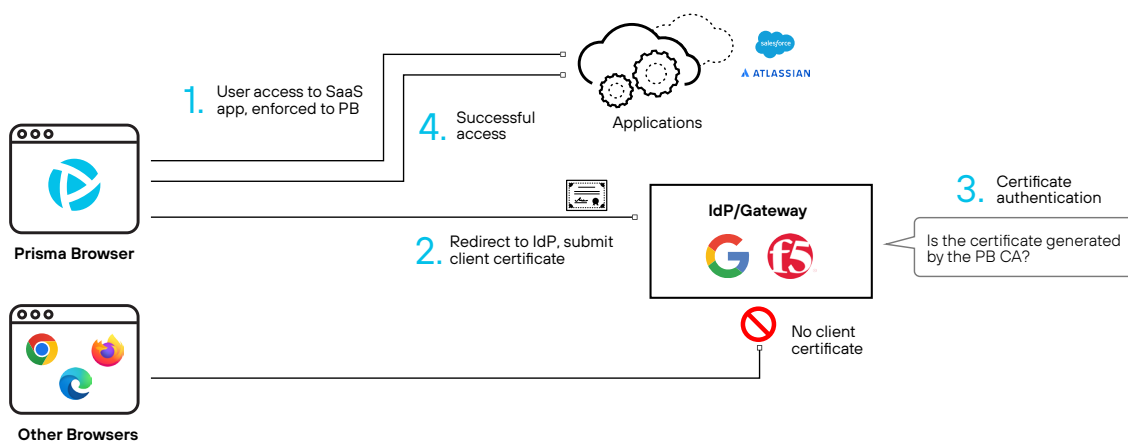 salesforce
ATLASSIAN
1.
User access to SaaS
app, enforced to PB
4.
Successful
access
Applications
Prisma Browser
2.
Redirect to IdP, submit
client certificate
IdP/Gateway
f5
3.
Certificate
authentication
Is the certificate generated
by the PB CA?
No client
certificate
Other Browsers